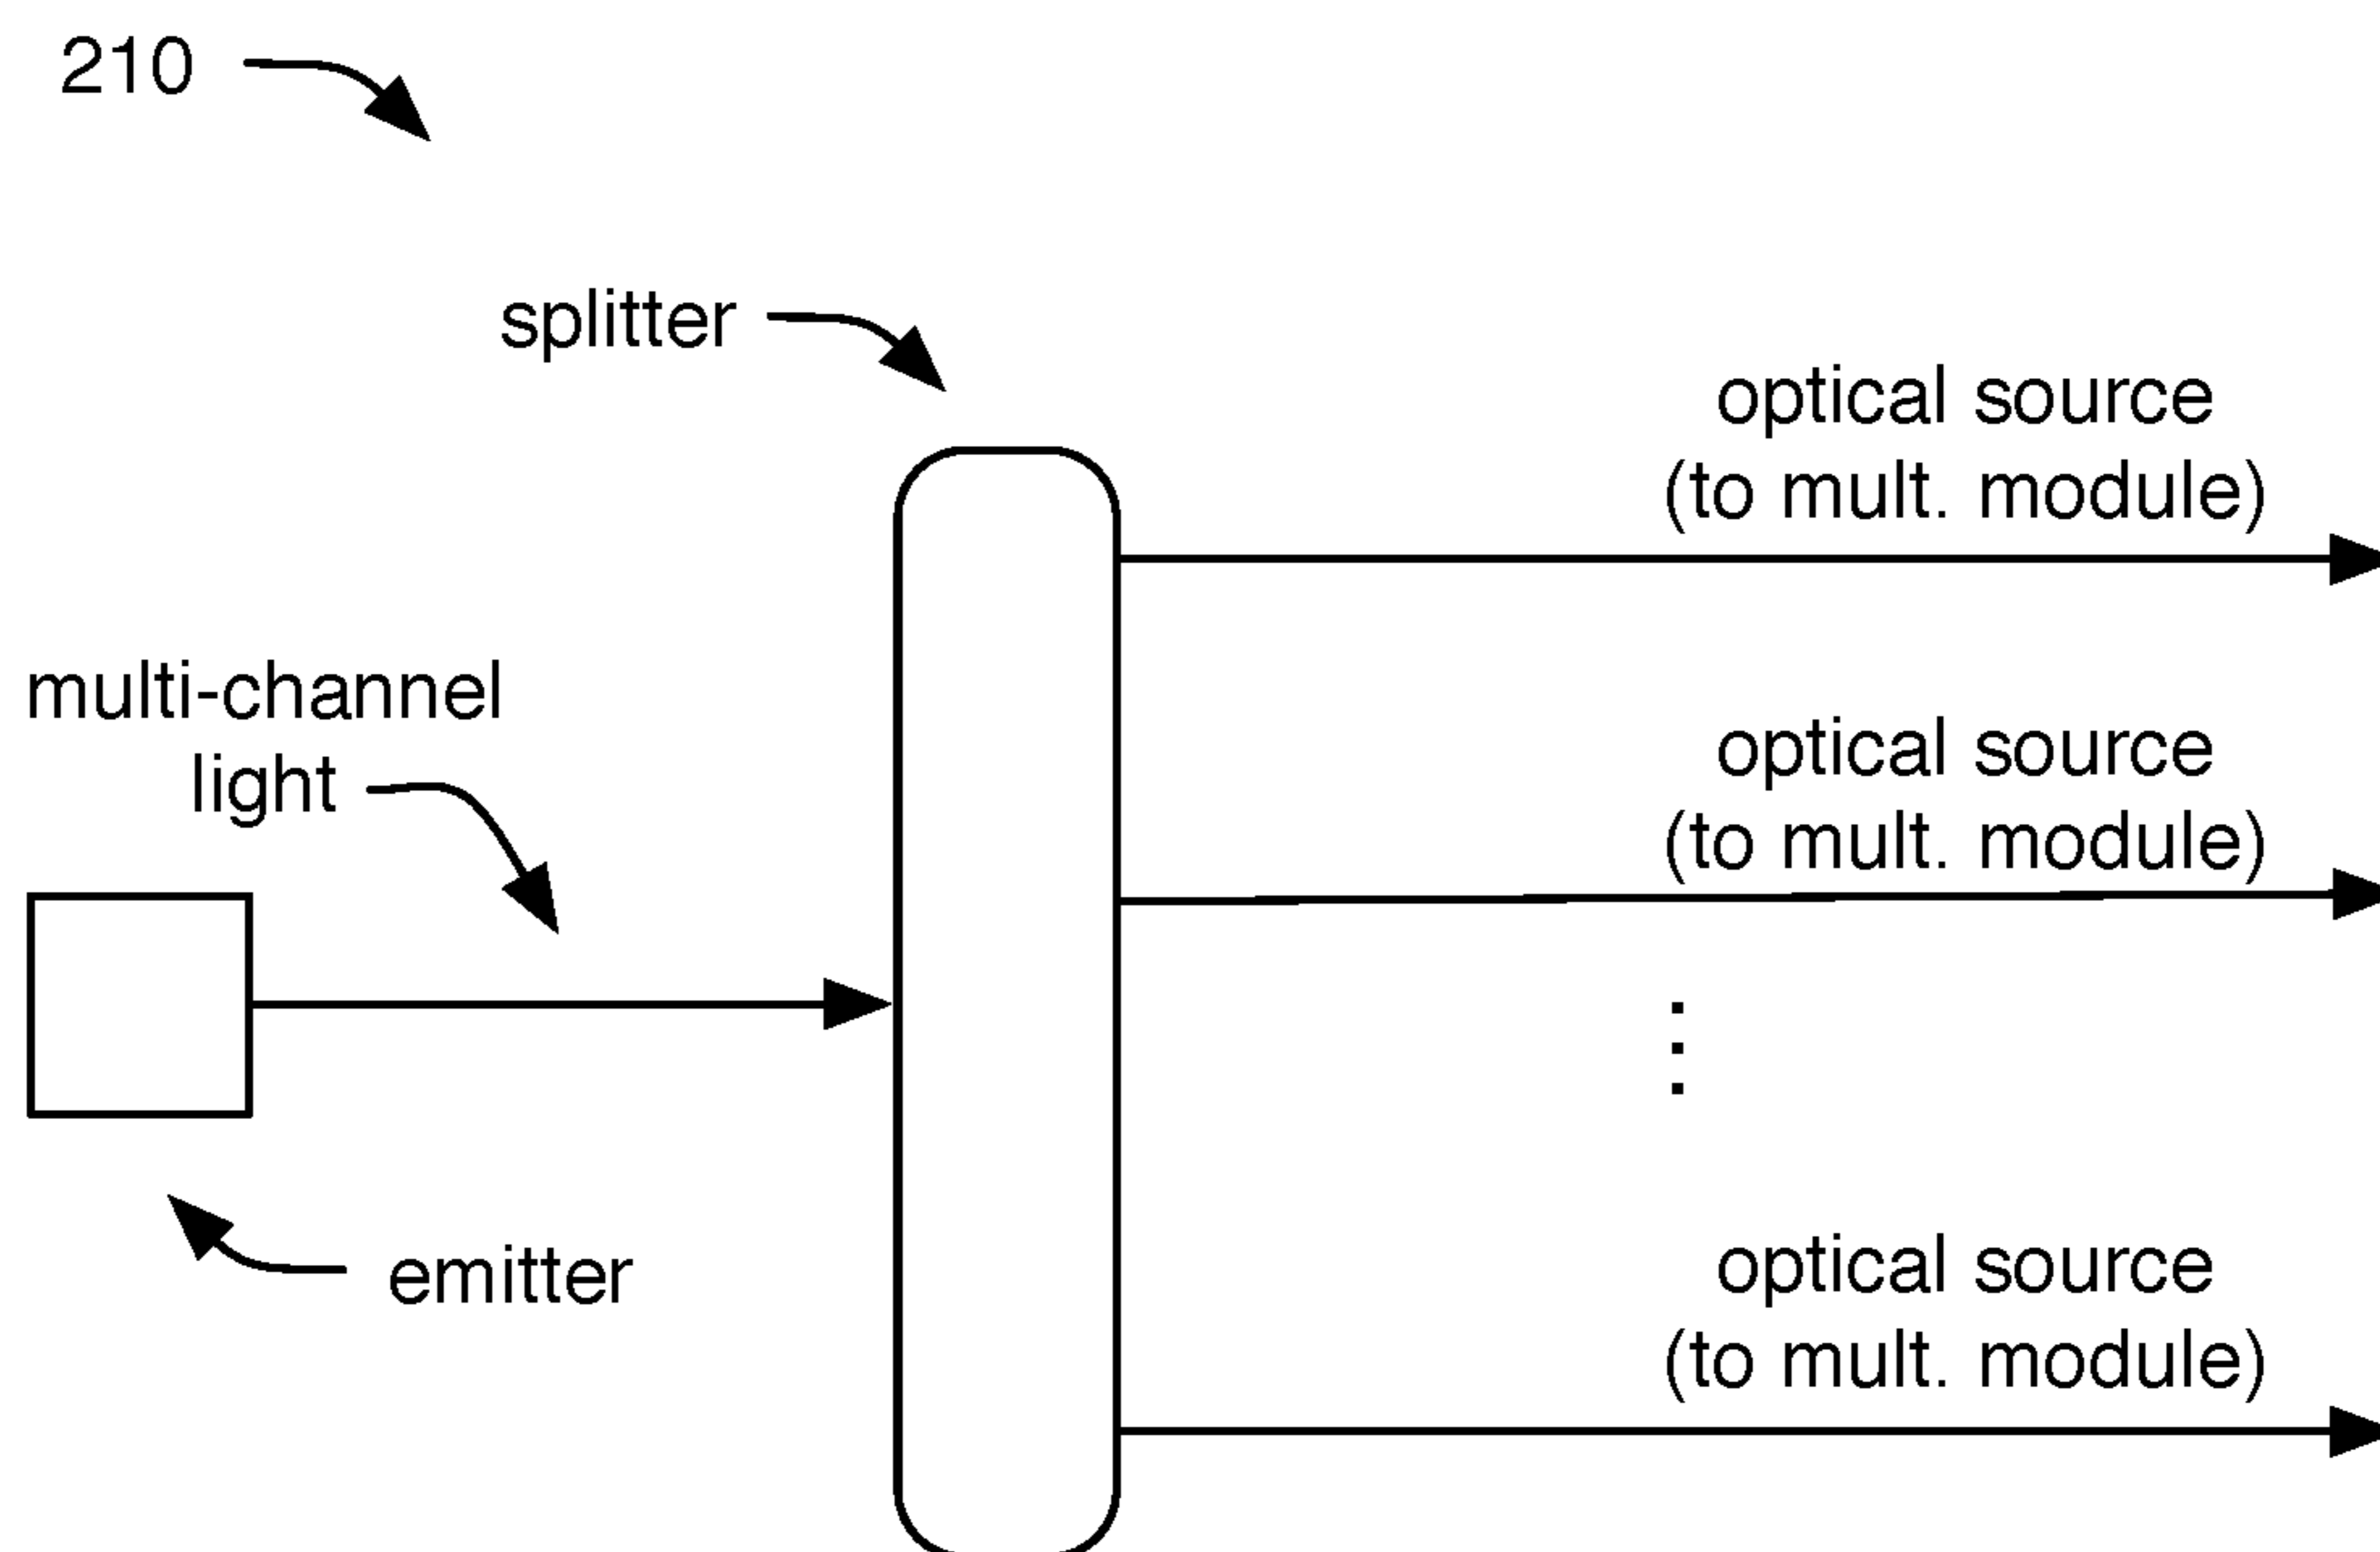 210
splitter
optical source
(to mult. module)
multi-channel
light
optical source
(to mult. module)
emitter
optical source
(to mult. module)